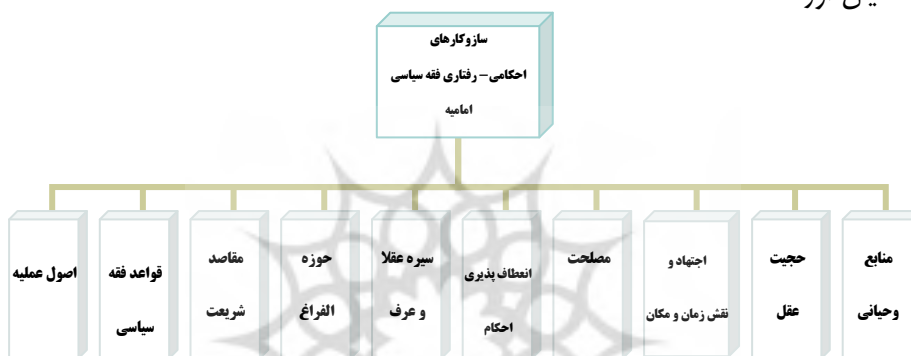 سازوکارهای
احکامی- رفتاری فقه سیاسی
امامیه
منابع
وحیانی
حجیت
عقل
اجتهاد و
نقش زمان و مکان
مصلحت
انعطاف پذیری
احکام
سیره عقلا
و عرف
حوزه
الفراغ
مقاصد
شریعت
قواعد فقه
سیاسی
اصول عملیه